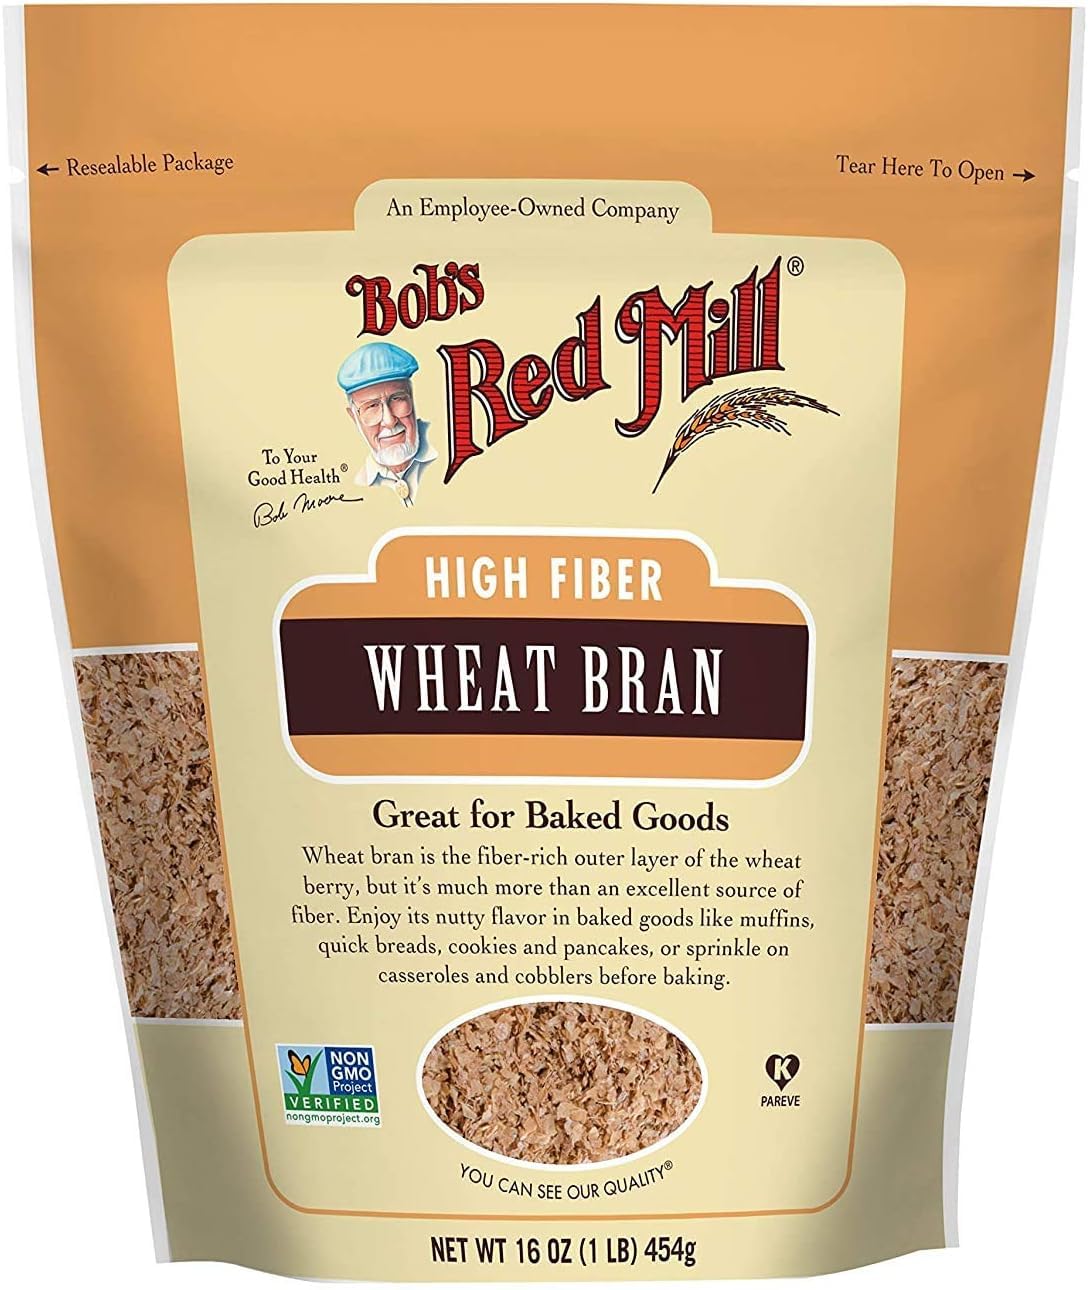 ← Resealable Package
Tear Here To Open →
An Employee-Owned Company
Bob's
Red Mill®
To Your
Good Health®
Bob Moore
HIGH FIBER
WHEAT BRAN
Great for Baked Goods
Wheat bran is the fiber-rich outer layer of the wheat
berry, but it's much more than an excellent source of
fiber. Enjoy its nutty flavor in baked goods like muffins,
quick breads, cookies and pancakes, or sprinkle on
casseroles and cobblers before baking.
NON
GMO
Project
VERIFIED
nongmoproject.org
K
PAREVE
YOU CAN SEE OUR QUALITY®
NET WT 16 OZ (1 LB) 454g